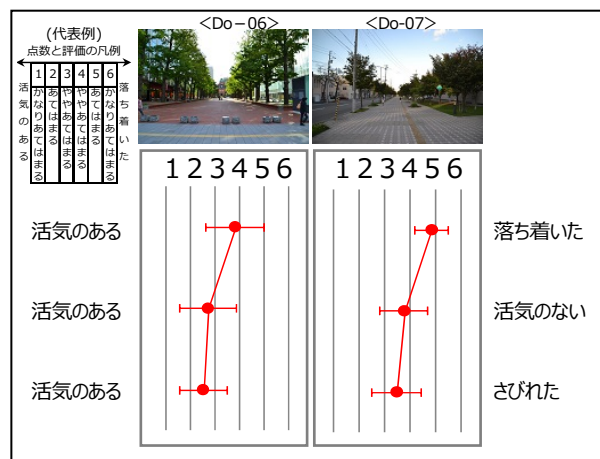 (代表例)
点数と評価の凡例
<Do−06>
<Do-07>
1 2 3 4 5 6
活気のある
かなりあてはまる
あてはまる
ややあてはまる
ややあてはまる
あてはまる
かなりあてはまる
落ち着いた
1 2 3 4 5 6
1 2 3 4 5 6
活気のある
落ち着いた
活気のある
活気のない
活気のある
さびれた